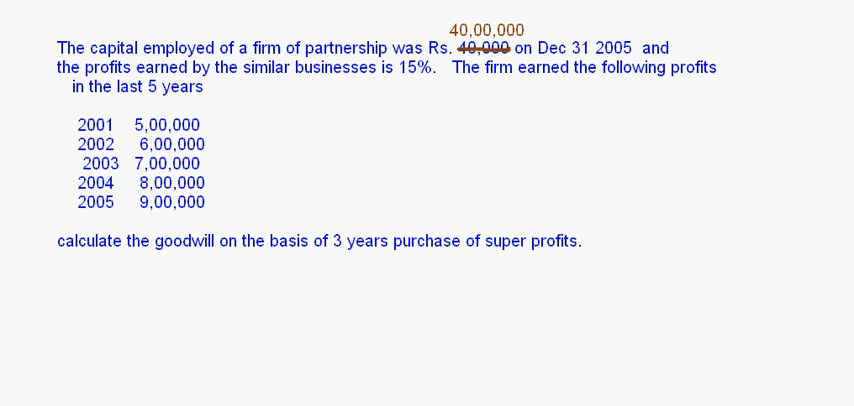 40,00,000
The capital employed of a firm of partnership was Rs. 40,000 on Dec 31 2005 and
the profits earned by the similar businesses is 15%. The firm earned the following profits
in the last 5 years
2001 5,00,000
2002 6,00,000
2003 7,00,000
2004 8,00,000
2005 9,00,000
calculate the goodwill on the basis of 3 years purchase of super profits.